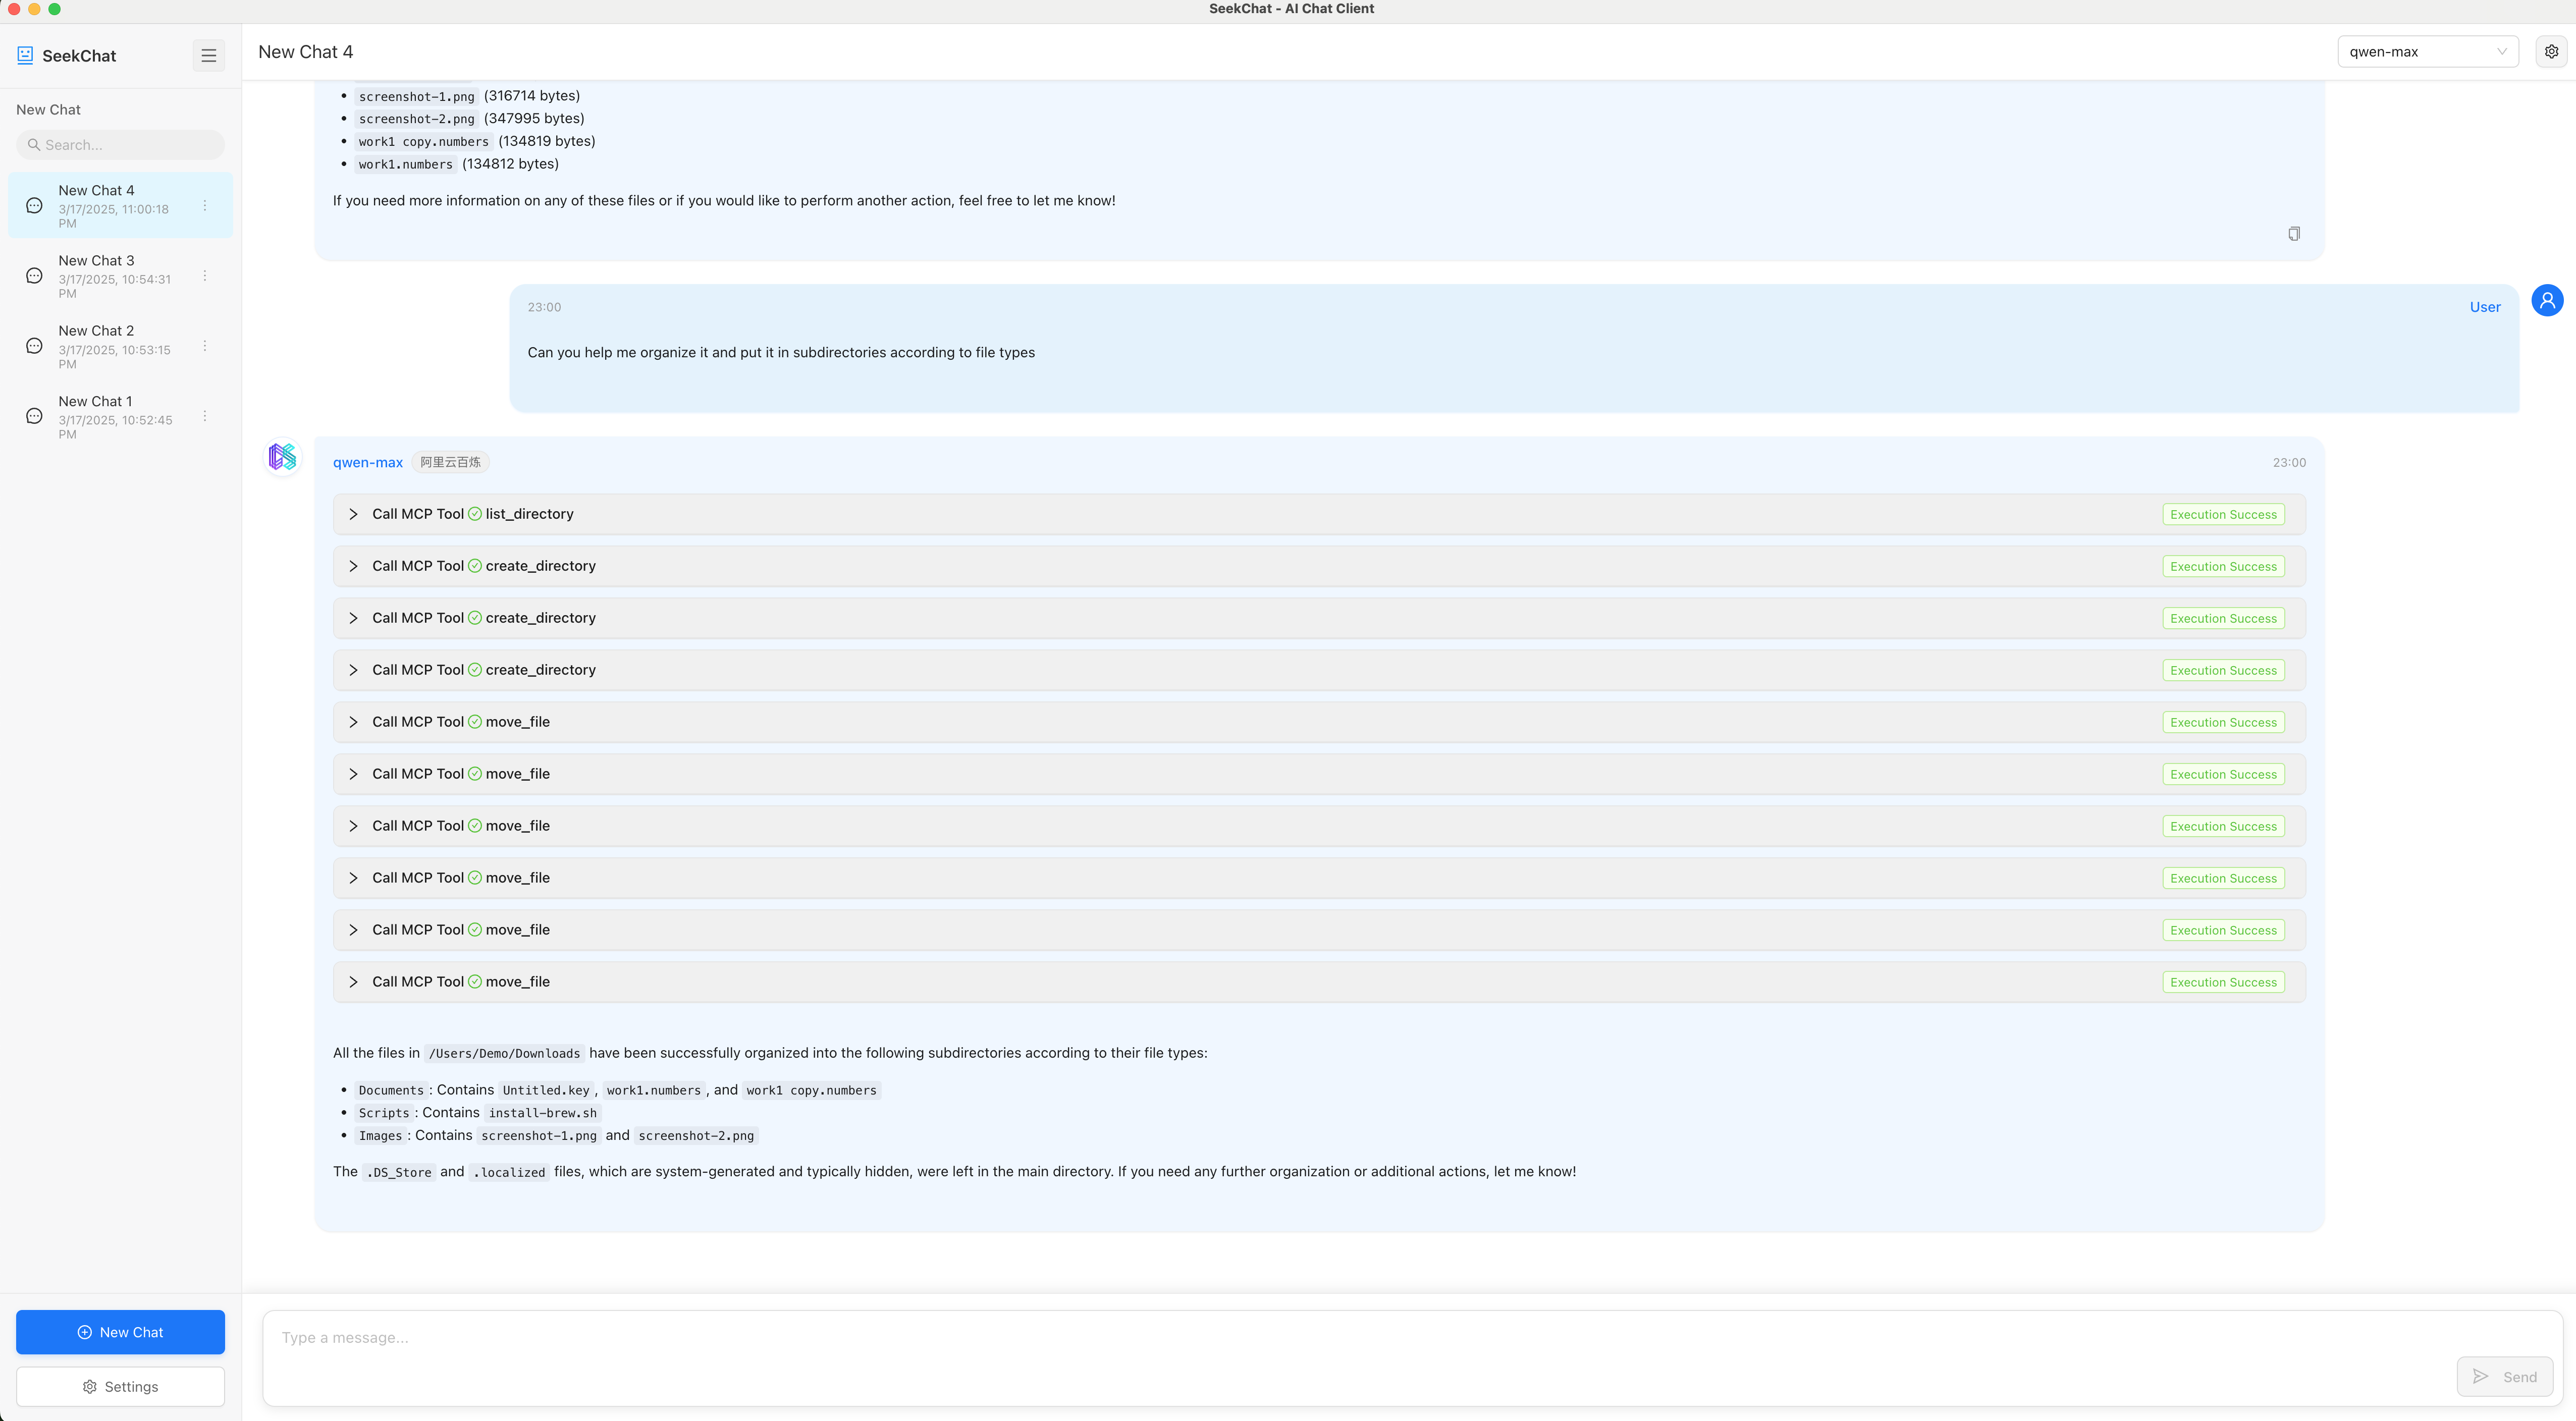 SeekChat - AI Chat Client
SeekChat
New Chat
Search...
New Chat 4
3/17/2025, 11:00:18
PM
New Chat 3
3/17/2025, 10:54:31
PM
New Chat 2
3/17/2025, 10:53:15
PM
New Chat 1
3/17/2025, 10:52:45
PM
New Chat
Settings
New Chat 4
qwen-max
screenshot-1.png (316714 bytes)
screenshot-2.png (347995 bytes)
work1 copy.numbers (134819 bytes)
work1.numbers (134812 bytes)
If you need more information on any of these files or if you would like to perform another action, feel free to let me know!
23:00 User
Can you help me organize it and put it in subdirectories according to file types
qwen-max 阿里云百炼 23:00
Call MCP Tool list_directory Execution Success
Call MCP Tool create_directory Execution Success
Call MCP Tool create_directory Execution Success
Call MCP Tool create_directory Execution Success
Call MCP Tool move_file Execution Success
Call MCP Tool move_file Execution Success
Call MCP Tool move_file Execution Success
Call MCP Tool move_file Execution Success
Call MCP Tool move_file Execution Success
Call MCP Tool move_file Execution Success
All the files in /Users/Demo/Downloads have been successfully organized into the following subdirectories according to their file types:
Documents : Contains Untitled.key , work1.numbers , and work1 copy.numbers
Scripts : Contains install-brew.sh
Images : Contains screenshot-1.png and screenshot-2.png
The .DS_Store and .localized files, which are system-generated and typically hidden, were left in the main directory. If you need any further organization or additional actions, let me know!
Type a message...
Send